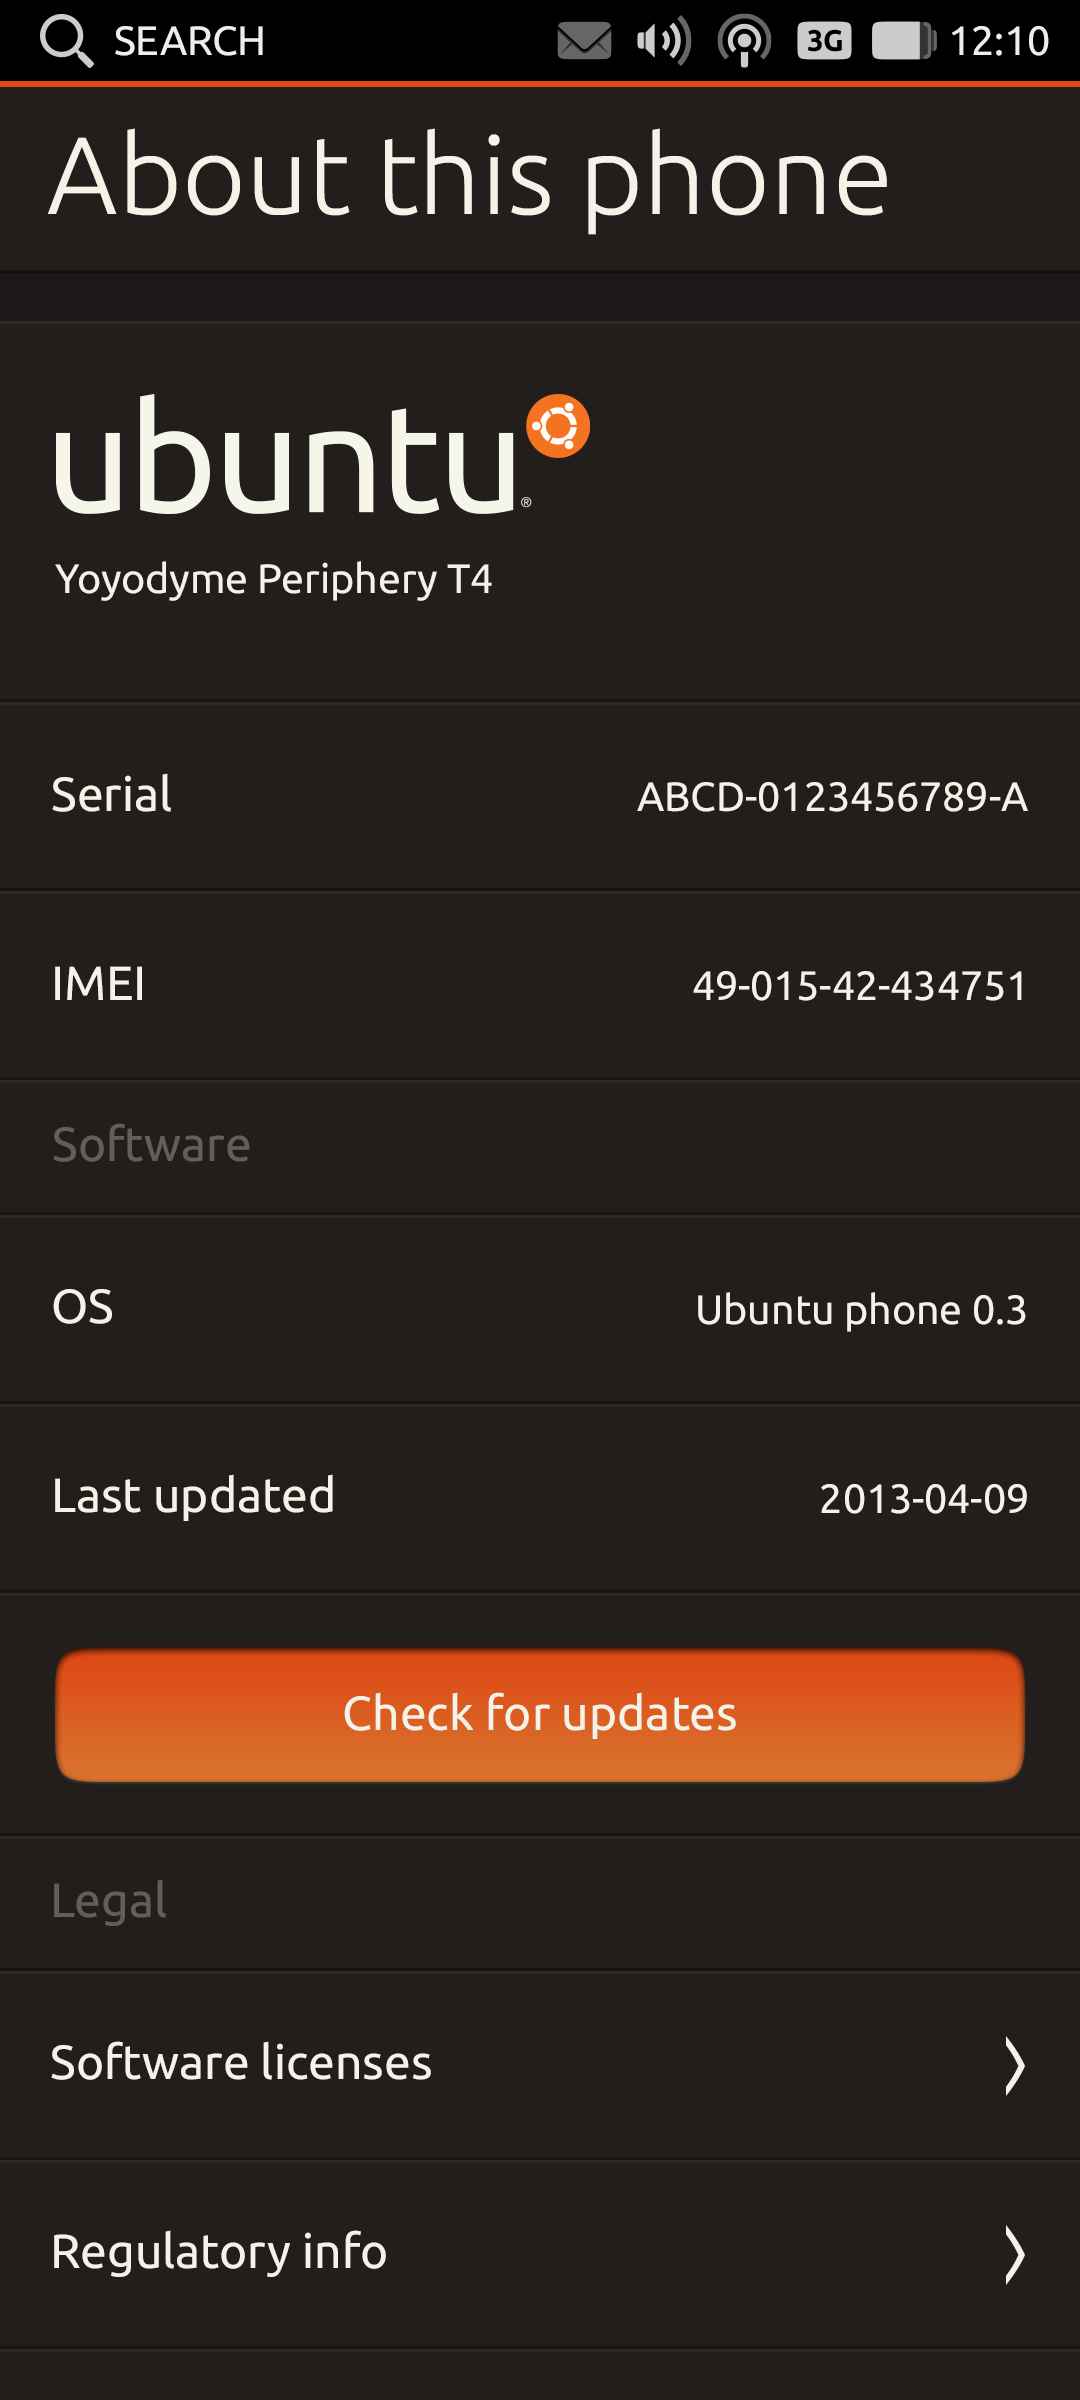 SEARCH 3G 12:10
About this phone
ubuntu®
Yoyodyme Periphery T4
Serial ABCD-0123456789-A
IMEI 49-015-42-434751
Software
OS Ubuntu phone 0.3
Last updated 2013-04-09
Check for updates
Legal
Software licenses
Regulatory info